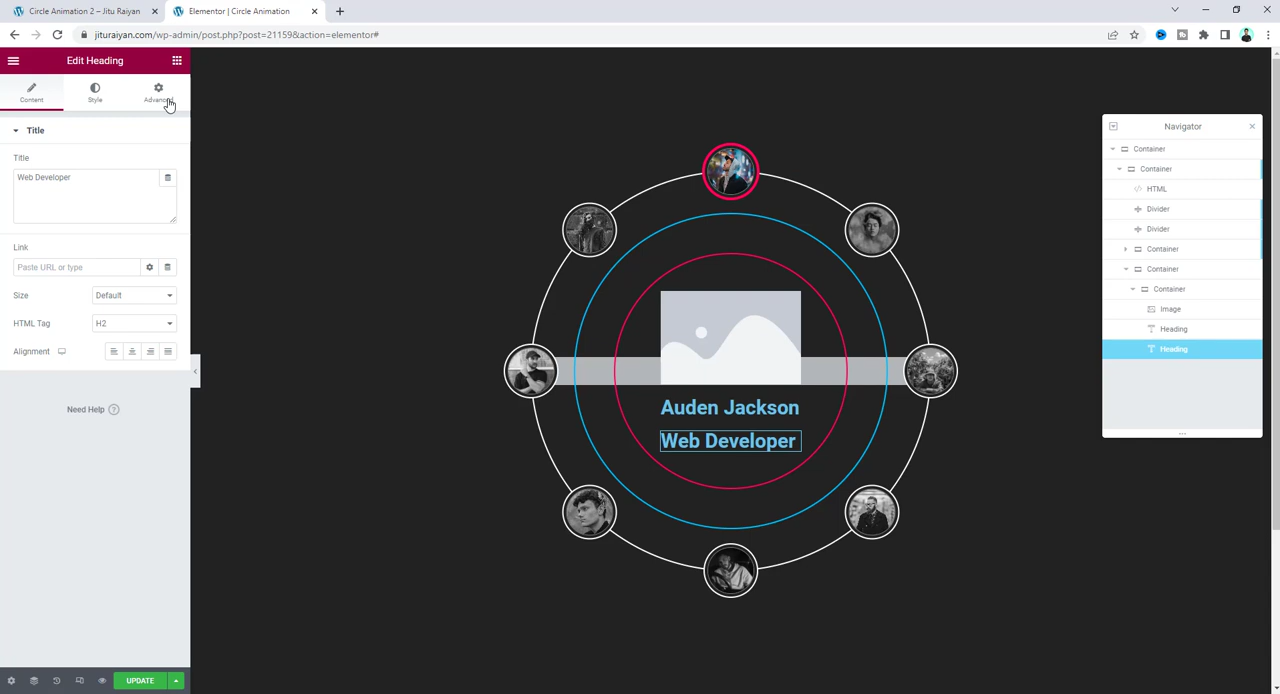 Circle Animation 2 – Jitu Raiyan
Elementor | Circle Animation
jituraiyan.com/wp-admin/post.php?post=21159&action=elementor#
Edit Heading
Content
Style
Advanced
Title
Title
Web Developer
Link
Paste URL or type
Size
Default
HTML Tag
H2
Alignment
Need Help ?
UPDATE
Auden Jackson
Web Developer
Navigator
Container
Container
HTML
Divider
Divider
Container
Container
Container
Image
Heading
Heading